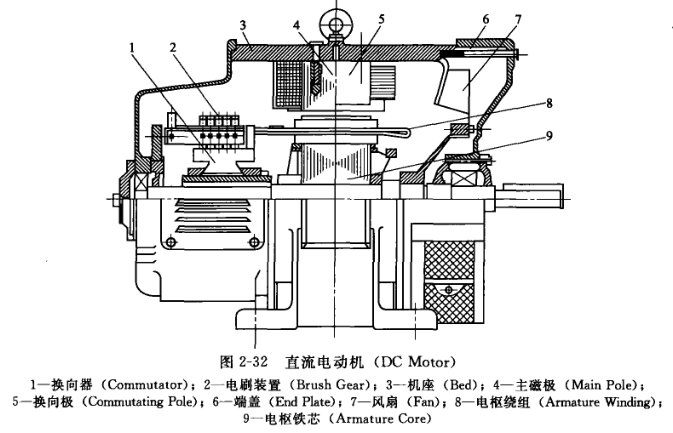 3 4 5 6 7
2
1
8
9
图 2-32 直流电动机 (DC Motor)
1—换向器 (Commutator); 2—电刷装置 (Brush Gear); 3—机座 (Bed); 4—主磁极 (Main Pole);
5—换向极 (Commutating Pole); 6—端盖 (End Plate); 7—风扇 (Fan); 8—电枢绕组 (Armature Winding);
9—电枢铁芯 (Armature Core)